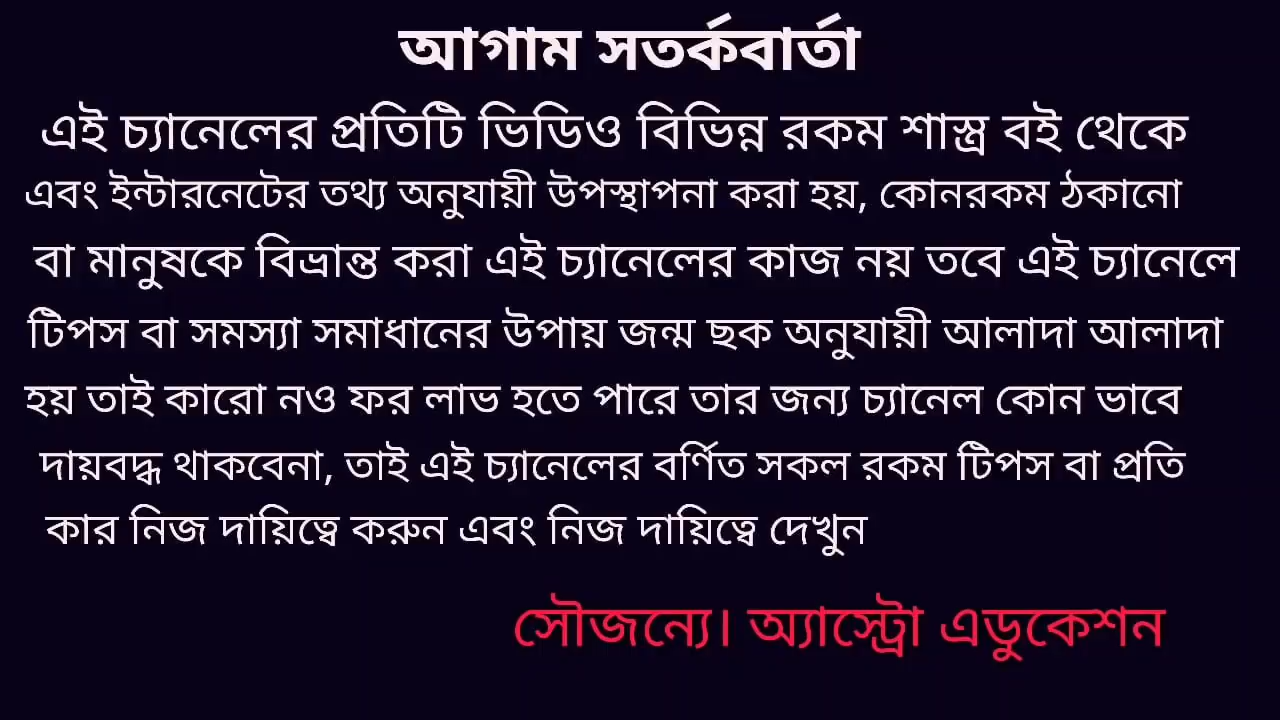 আগাম সতর্কবার্তা
এই চ্যানেলের প্রতিটি ভিডিও বিভিন্ন রকম শাস্ত্র বই থেকে
এবং ইন্টারনেটের তথ্য অনুযায়ী উপস্থাপনা করা হয়, কোনরকম ঠকানো
বা মানুষকে বিভ্রান্ত করা এই চ্যানেলের কাজ নয় তবে এই চ্যানেলে
টিপস বা সমস্যা সমাধানের উপায় জন্ম ছক অনুযায়ী আলাদা আলাদা
হয় তাই কারো নও ফর লাভ হতে পারে তার জন্য চ্যানেল কোন ভাবে
দায়বদ্ধ থাকবেনা, তাই এই চ্যানেলের বর্ণিত সকল রকম টিপস বা প্রতি
কার নিজ দায়িত্বে করুন এবং নিজ দায়িত্বে দেখুন
সৌজন্যে। অ্যাস্ট্রো এডুকেশন